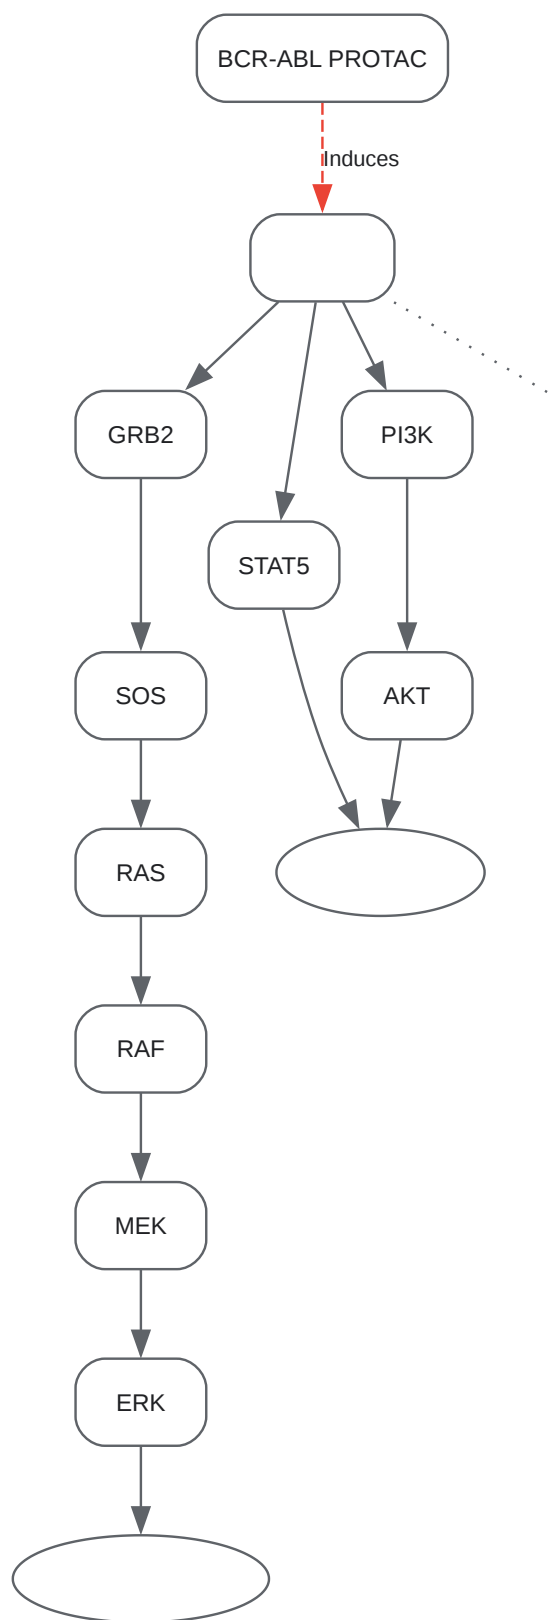 BCR-ABL PROTAC
Induces
GRB2
PI3K
STAT5
SOS
AKT
RAS
RAF
MEK
ERK